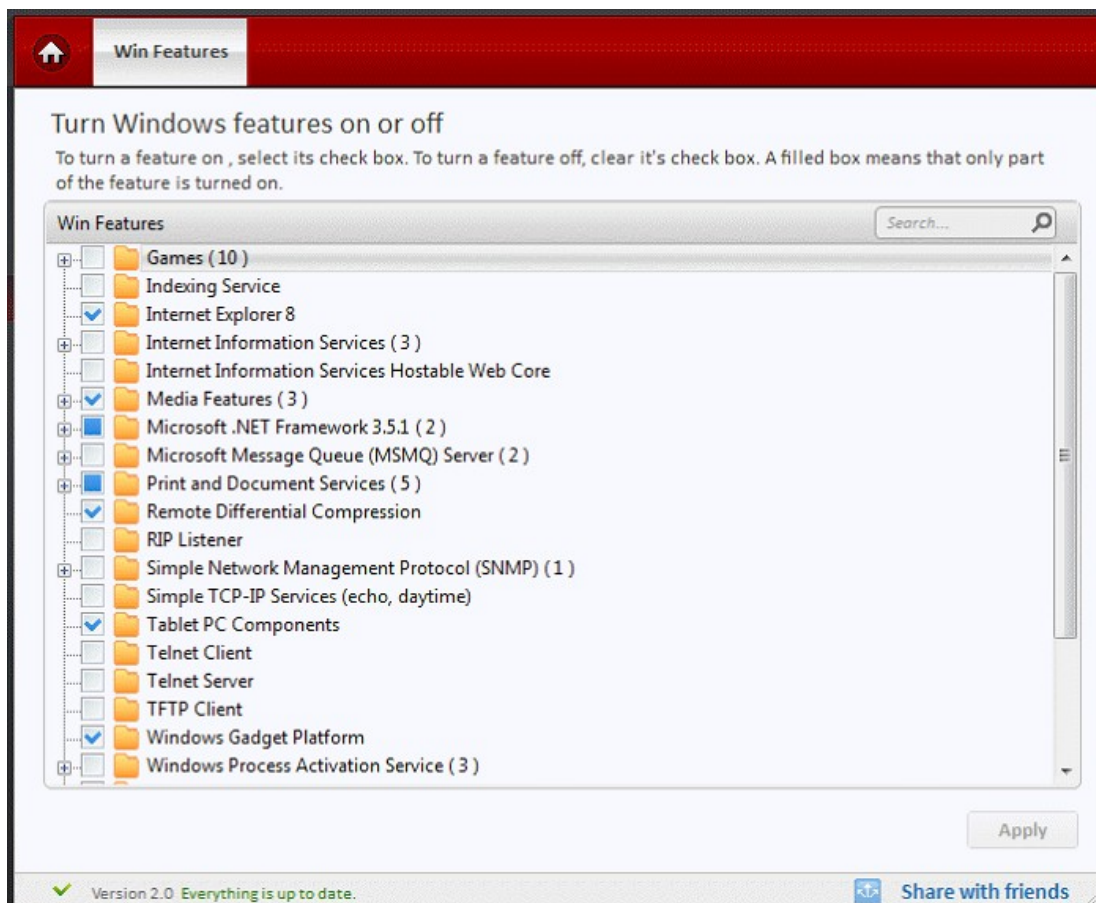 Win Features
Turn Windows features on or off
To turn a feature on , select its check box. To turn a feature off, clear it's check box. A filled box means that only part
of the feature is turned on.
Win Features
Search...
Games ( 10 )
Indexing Service
Internet Explorer 8
Internet Information Services ( 3 )
Internet Information Services Hostable Web Core
Media Features ( 3 )
Microsoft .NET Framework 3.5.1 ( 2 )
Microsoft Message Queue (MSMQ) Server ( 2 )
Print and Document Services ( 5 )
Remote Differential Compression
RIP Listener
Simple Network Management Protocol (SNMP) ( 1 )
Simple TCP-IP Services (echo, daytime)
Tablet PC Components
Telnet Client
Telnet Server
TFTP Client
Windows Gadget Platform
Windows Process Activation Service ( 3 )
Apply
Version 2.0 Everything is up to date.
Share with friends